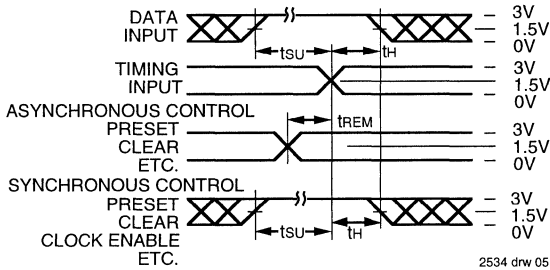 DATA INPUT
3V
1.5V
0V
tSU
tH
TIMING INPUT
3V
1.5V
0V
ASYNCHRONOUS CONTROL
PRESET
CLEAR
ETC.
tREM
3V
1.5V
0V
SYNCHRONOUS CONTROL
PRESET
CLEAR
CLOCK ENABLE
ETC.
tSU
tH
3V
1.5V
0V
2534 drw 05